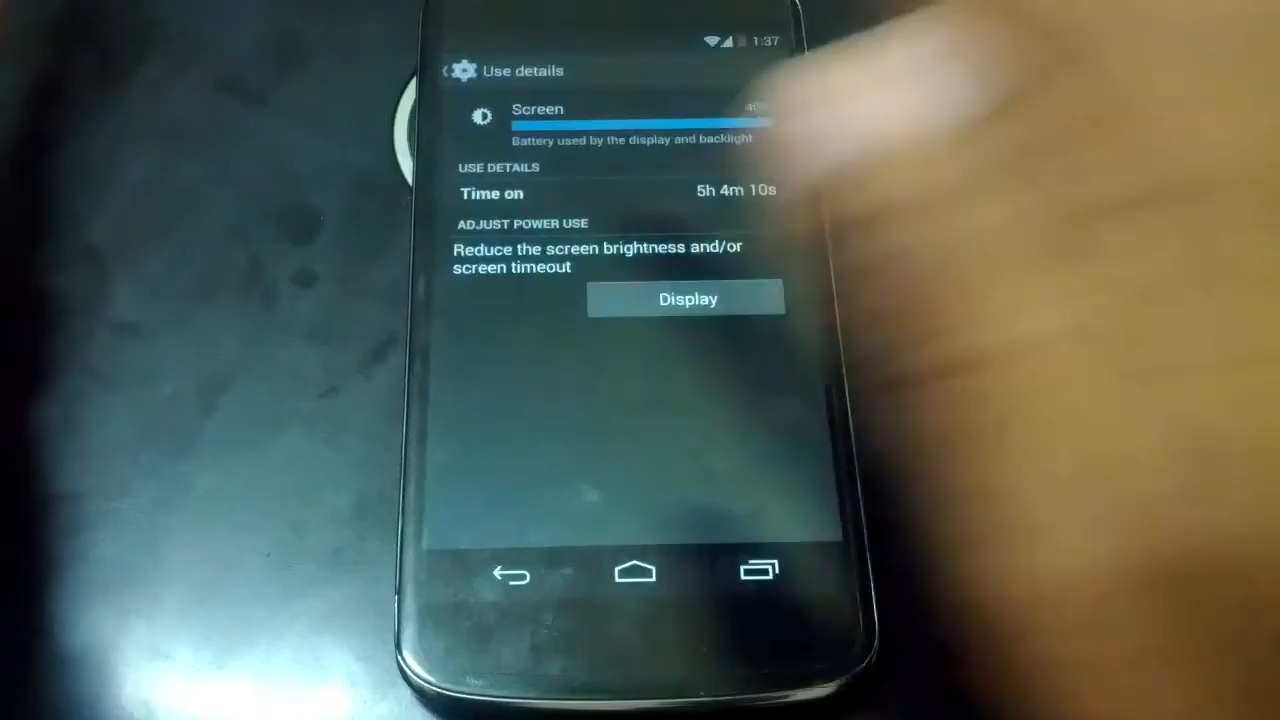 1:37
Use details
Screen
Battery used by the display and backlight
USE DETAILS
Time on 5h 4m 10s
ADJUST POWER USE
Reduce the screen brightness and/or
screen timeout
Display